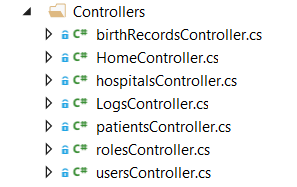 Controllers
C# birthRecordsController.cs
C# HomeController.cs
C# hospitalsController.cs
C# LogsController.cs
C# patientsController.cs
C# rolesController.cs
C# usersController.cs